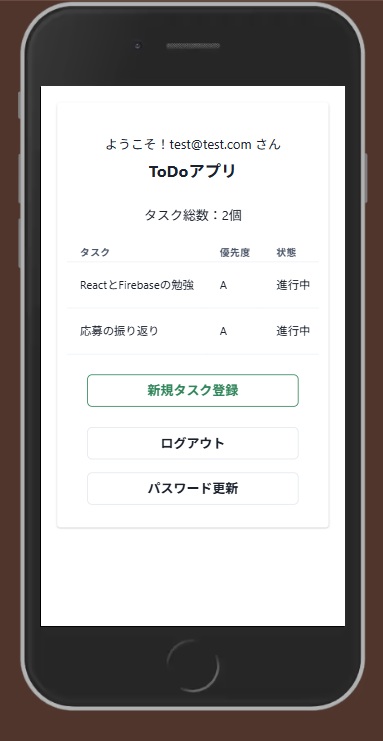 ようこそ！test@test.com さん
ToDoアプリ
タスク総数：2個
タスク 優先度 状態
ReactとFirebaseの勉強 A 進行中
応募の振り返り A 進行中
新規タスク登録
ログアウト
パスワード更新